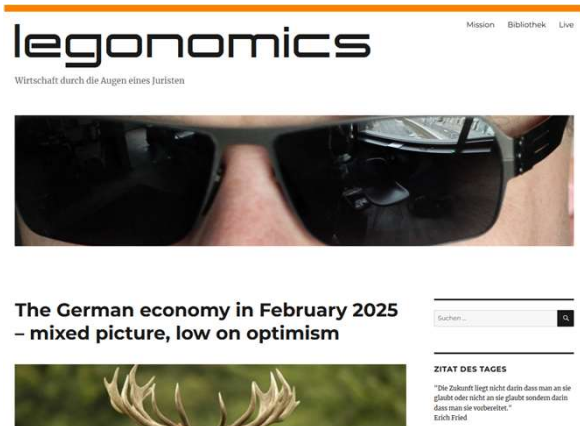 Mission Bibliothek Live
legonomics
Wirtschaft durch die Augen eines Juristen
The German economy in February 2025
– mixed picture, low on optimism
Suchen …
ZITAT DES TAGES
"Die Zukunft liegt nicht darin dass man an sie
glaubt oder nicht an sie glaubt sondern darin
dass man sie vorbereitet."
Erich Fried